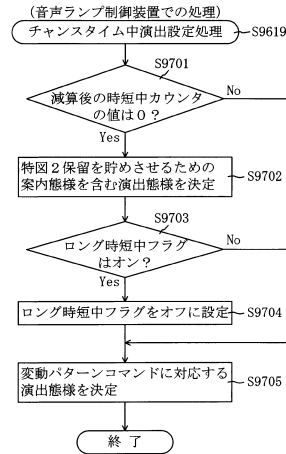 (音声ランプ制御装置での処理)
チャンスタイム中演出設定処理
S9619
S9701
減算後の時短中カウンタ
の値は0?
No
Yes
特図2保留を貯めさせるための
案内態様を含む演出態様を決定
S9702
S9703
ロング時短中フラグ
はオン?
No
Yes
ロング時短中フラグをオフに設定
S9704
変動パターンコマンドに対応する
演出態様を決定
S9705
終了